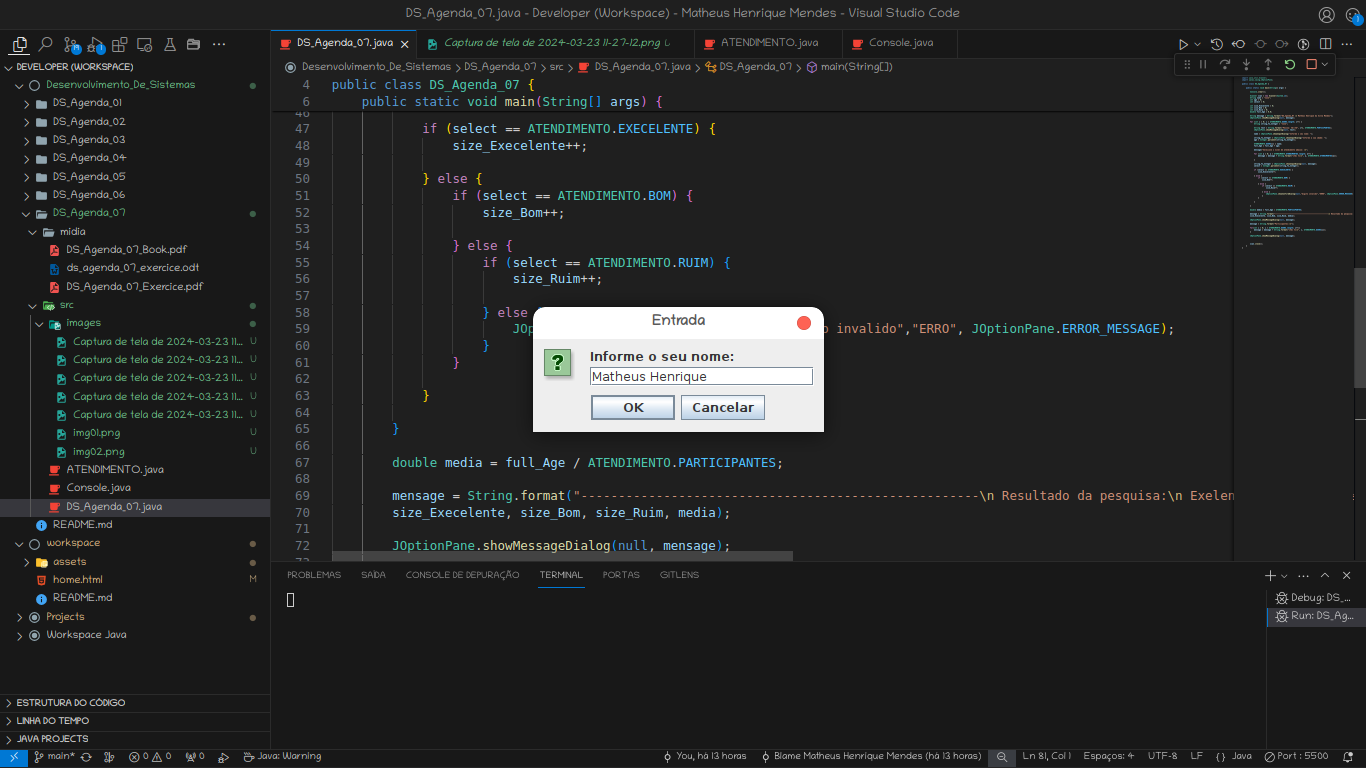 DS_Agenda_07.java - Developer (Workspace) - Matheus Henrique Mendes - Visual Studio Code
DEVELOPER (WORKSPACE)
Desenvolvimento_De_Sistemas
DS_Agenda_01
DS_Agenda_02
DS_Agenda_03
DS_Agenda_04
DS_Agenda_05
DS_Agenda_06
DS_Agenda_07
midia
DS_Agenda_07_Book.pdf
ds_agenda_07_exercice.odt
DS_Agenda_07_Exercice.pdf
src
images
Captura de tela de 2024-03-23 11... U
Captura de tela de 2024-03-23 11... U
Captura de tela de 2024-03-23 11... U
Captura de tela de 2024-03-23 11... U
Captura de tela de 2024-03-23 11... U
img01.png U
img02.png U
ATENDIMENTO.java
Console.java
DS_Agenda_07.java
README.md
workspace
assets
home.html M
README.md
Projects
Workspace Java
ESTRUTURA DO CÓDIGO
LINHA DO TEMPO
JAVA PROJECTS
DS_Agenda_07.java Captura de tela de 2024-03-23 11-27-12.png U ATENDIMENTO.java Console.java
Desenvolvimento_De_Sistemas > DS_Agenda_07 > src > DS_Agenda_07.java > DS_Agenda_07 > main(String[])
4 public class DS_Agenda_07 {
6 public static void main(String[] args) {
46
47 if (select == ATENDIMENTO.EXECELENTE) {
48 size_Execelente++;
49
50 } else {
51 if (select == ATENDIMENTO.BOM) {
52 size_Bom++;
53
54 } else {
55 if (select == ATENDIMENTO.RUIM) {
56 size_Ruim++;
57
58 } else
59 JO o invalido","ERRO", JOptionPane.ERROR_MESSAGE);
60 }
61 }
62
63 }
64
65 }
66
67 double media = full_Age / ATENDIMENTO.PARTICIPANTES;
68
69 message = String.format("-----------------------------------------------------\n Resultado da pesquisa:\n Exelen
70 size_Execelente, size_Bom, size_Ruim, media);
71
72 JOptionPane.showMessageDialog(null, message);
Entrada
Informe o seu nome:
Matheus Henrique
OK Cancelar
PROBLEMAS SAÍDA CONSOLE DE DEPURAÇÃO TERMINAL PORTAS GITLENS
Debug: DS_...
Run: DS_Ag...
main* 0 0 0 Java: Warning You, há 13 horas Blame Matheus Henrique Mendes (há 13 horas) Ln 81, Col 1 Espaços: 4 UTF-8 LF {} Java Port : 5500